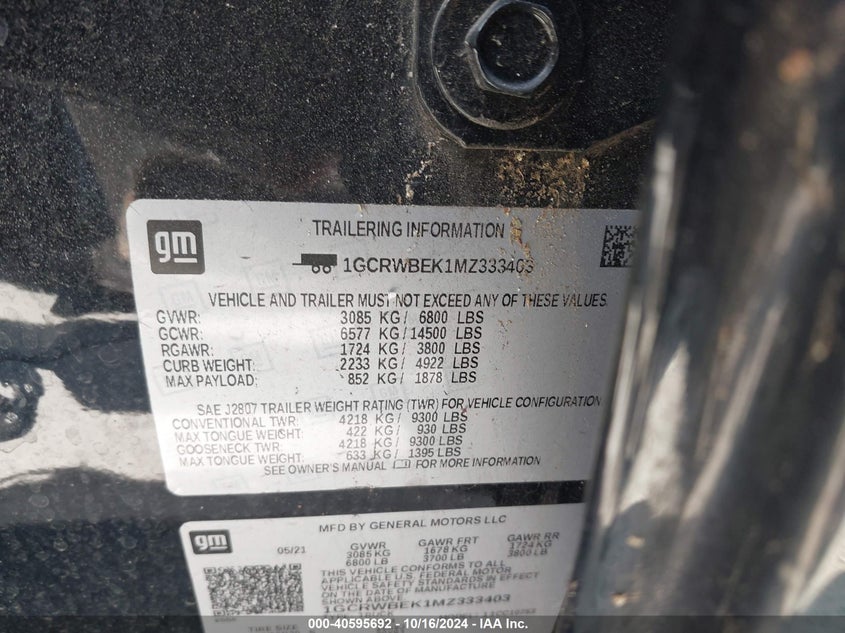 gm
TRAILERING INFORMATION
1GCRWBEK1MZ333403
VEHICLE AND TRAILER MUST NOT EXCEED ANY OF THESE VALUES.
GVWR: 3085 KG/ 6800 LBS
GCWR: 6577 KG/14500 LBS
RGAWR: 1724 KG/ 3800 LBS
CURB WEIGHT: 2233 KG/ 4922 LBS
MAX PAYLOAD: 852 KG/ 1878 LBS
SAE J2807 TRAILER WEIGHT RATING (TWR) FOR VEHICLE CONFIGURATION
CONVENTIONAL TWR: 4218 KG/ 9300 LBS
MAX TONGUE WEIGHT: 422 KG/ 930 LBS
GOOSENECK TWR: 4218 KG/ 9300 LBS
MAX TONGUE WEIGHT: 633 KG/ 1395 LBS
SEE OWNER'S MANUAL FOR MORE INFORMATION
gm
MFD BY GENERAL MOTORS LLC
05/21 GVWR GAWR FRT GAWR RR
3085KG 1678 KG 1724 KG
6800 LB 3700 LB 3800 LB
THIS VEHICLE CONFORMS TO ALL
APPLICABLE U.S. FEDERAL MOTOR
VEHICLE SAFETY STANDARDS IN EFFECT
ON THE DATE OF MANUFACTURE
SHOWN ABOVE
1GCRWBEK1MZ333403
TRUCK
TIRE SIZE
000-40595692 - 10/16/2024 - IAA, Inc.